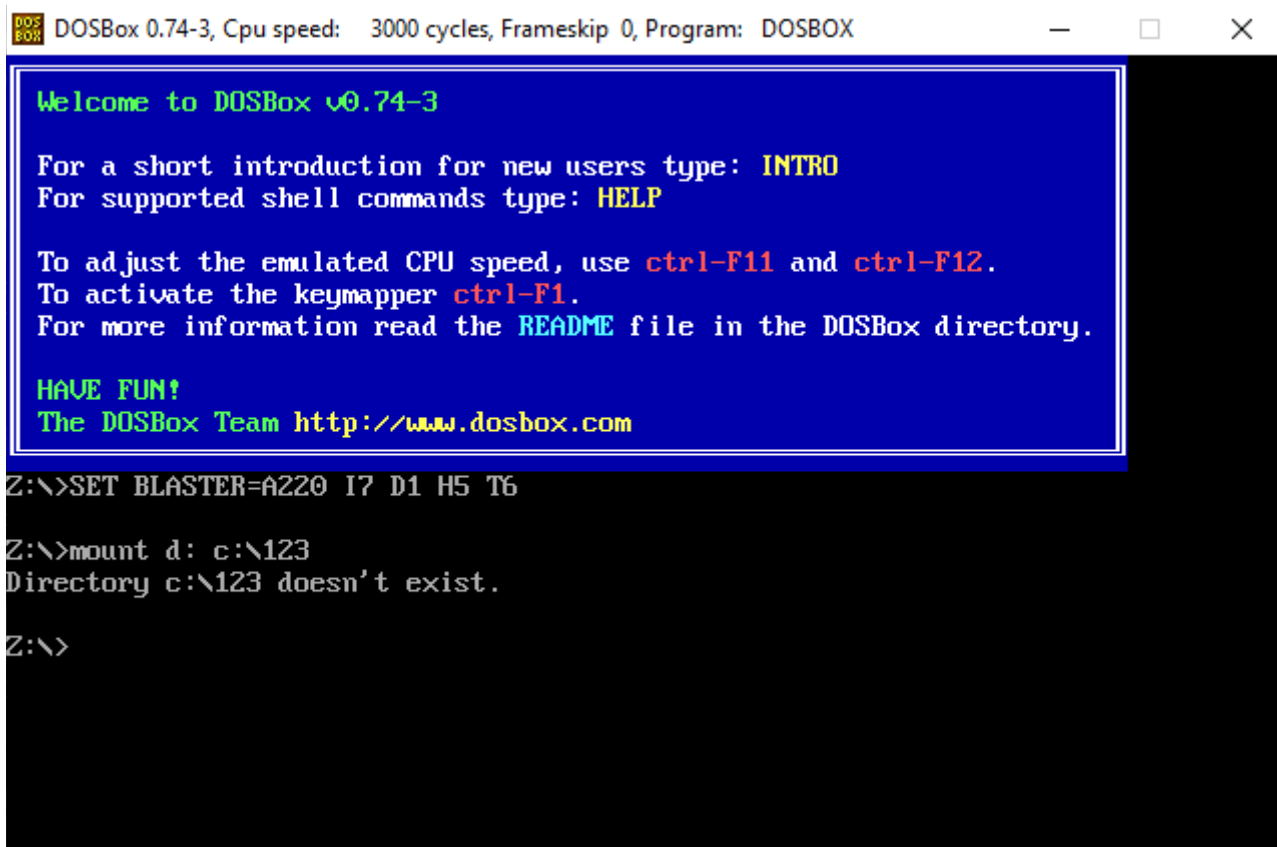 DOS
BOX
DOSBox 0.74-3, Cpu speed: 3000 cycles, Frameskip 0, Program: DOSBOX
Welcome to DOSBox v0.74-3
For a short introduction for new users type: INTRO
For supported shell commands type: HELP
To adjust the emulated CPU speed, use ctrl-F11 and ctrl-F12.
To activate the keymapper ctrl-F1.
For more information read the README file in the DOSBox directory.
HAVE FUN!
The DOSBox Team http://www.dosbox.com
Z:\>SET BLASTER=A220 I7 D1 H5 T6
Z:\>mount d: c:\123
Directory c:\123 doesn't exist.
Z:\>